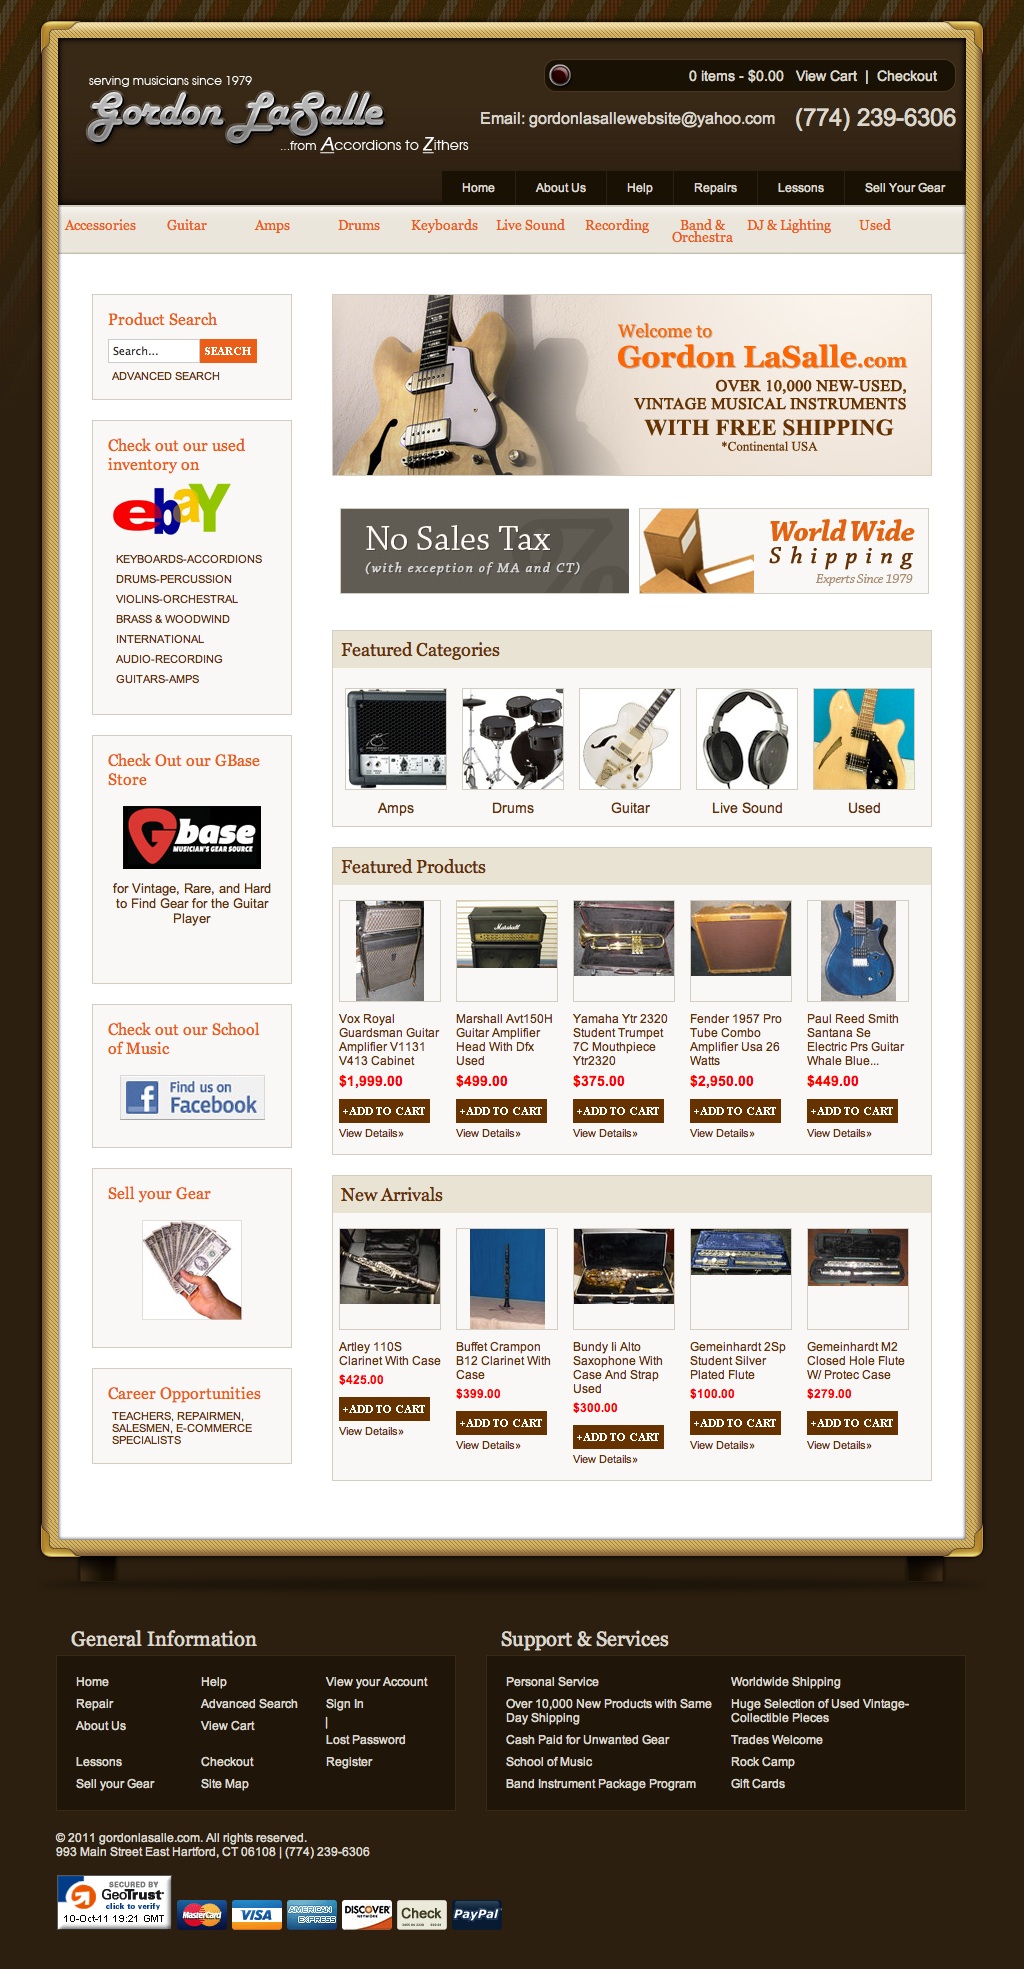 serving musicians since 1979
Gordon LaSalle
...from Accordions to Zithers
0 items - $0.00 View Cart | Checkout
Email: gordonlasallewebsite@yahoo.com (774) 239-6306
Home About Us Help Repairs Lessons Sell Your Gear
Accessories Guitar Amps Drums Keyboards Live Sound Recording Band & Orchestra DJ & Lighting Used
Product Search
Search... SEARCH
ADVANCED SEARCH
Check out our used
inventory on
ebay
KEYBOARDS-ACCORDIONS
DRUMS-PERCUSSION
VIOLINS-ORCHESTRAL
BRASS & WOODWIND
INTERNATIONAL
AUDIO-RECORDING
GUITARS-AMPS
Check Out our GBase
Store
Gbase
MUSICIAN'S GEAR SOURCE
for Vintage, Rare, and Hard
to Find Gear for the Guitar
Player
Check out our School
of Music
Find us on
Facebook
Sell your Gear
Career Opportunities
TEACHERS, REPAIRMEN,
SALESMEN, E-COMMERCE
SPECIALISTS
Welcome to
Gordon LaSalle.com
OVER 10,000 NEW-USED,
VINTAGE MUSICAL INSTRUMENTS
WITH FREE SHIPPING
*Continental USA
No Sales Tax
(with exception of MA and CT)
%
World Wide
Shipping
Experts Since 1979
Featured Categories
Amps Drums Guitar Live Sound Used
Featured Products
Marshall
Vox Royal
Guardsman Guitar
Amplifier V1131
V413 Cabinet
$1,999.00
+ADD TO CART
View Details»
Marshall Avt150H
Guitar Amplifier
Head With Dfx
Used
$499.00
+ADD TO CART
View Details»
Yamaha Ytr 2320
Student Trumpet
7C Mouthpiece
Ytr2320
$375.00
+ADD TO CART
View Details»
Fender 1957 Pro
Tube Combo
Amplifier Usa 26
Watts
$2,950.00
+ADD TO CART
View Details»
Paul Reed Smith
Santana Se
Electric Prs Guitar
Whale Blue...
$449.00
+ADD TO CART
View Details»
New Arrivals
Artley 110S
Clarinet With Case
$425.00
+ADD TO CART
View Details»
Buffet Crampon
B12 Clarinet With
Case
$399.00
+ADD TO CART
View Details»
Bundy Ii Alto
Saxophone With
Case And Strap
Used
$300.00
+ADD TO CART
View Details»
Gemeinhardt 2Sp
Student Silver
Plated Flute
$100.00
+ADD TO CART
View Details»
Gemeinhardt M2
Closed Hole Flute
W/ Protec Case
$279.00
+ADD TO CART
View Details»
General Information
Home Help View your Account
Repair Advanced Search Sign In
About Us View Cart |
Lost Password
Lessons Checkout Register
Sell your Gear Site Map
Support & Services
Personal Service
Over 10,000 New Products with Same
Day Shipping
Cash Paid for Unwanted Gear
School of Music
Band Instrument Package Program
Worldwide Shipping
Huge Selection of Used Vintage-
Collectible Pieces
Trades Welcome
Rock Camp
Gift Cards
© 2011 gordonlasalle.com. All rights reserved.
993 Main Street East Hartford, CT 06108 | (774) 239-6306
SECURED BY
GeoTrust
click to verify
10-Oct-11 19:21 GMT
MasterCard
VISA
AMERICAN EXPRESS
DISCOVER
NETWORK
Check
PayPal